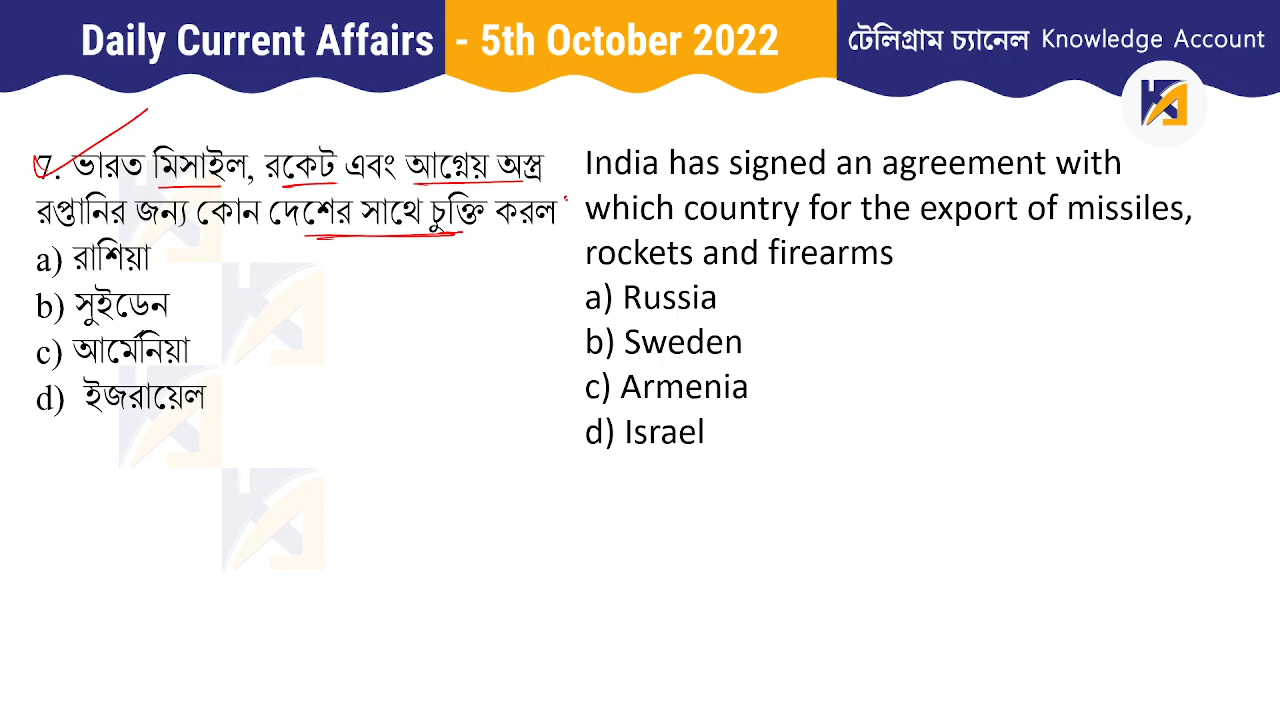 Daily Current Affairs - 5th October 2022
টেলিগ্রাম চ্যানেল Knowledge Account
7. ভারত মিসাইল, রকেট এবং আগ্নেয় অস্ত্র
রপ্তানির জন্য কোন দেশের সাথে চুক্তি করল
a) রাশিয়া
b) সুইডেন
c) আর্মেনিয়া
d) ইজরায়েল
India has signed an agreement with
which country for the export of missiles,
rockets and firearms
a) Russia
b) Sweden
c) Armenia
d) Israel